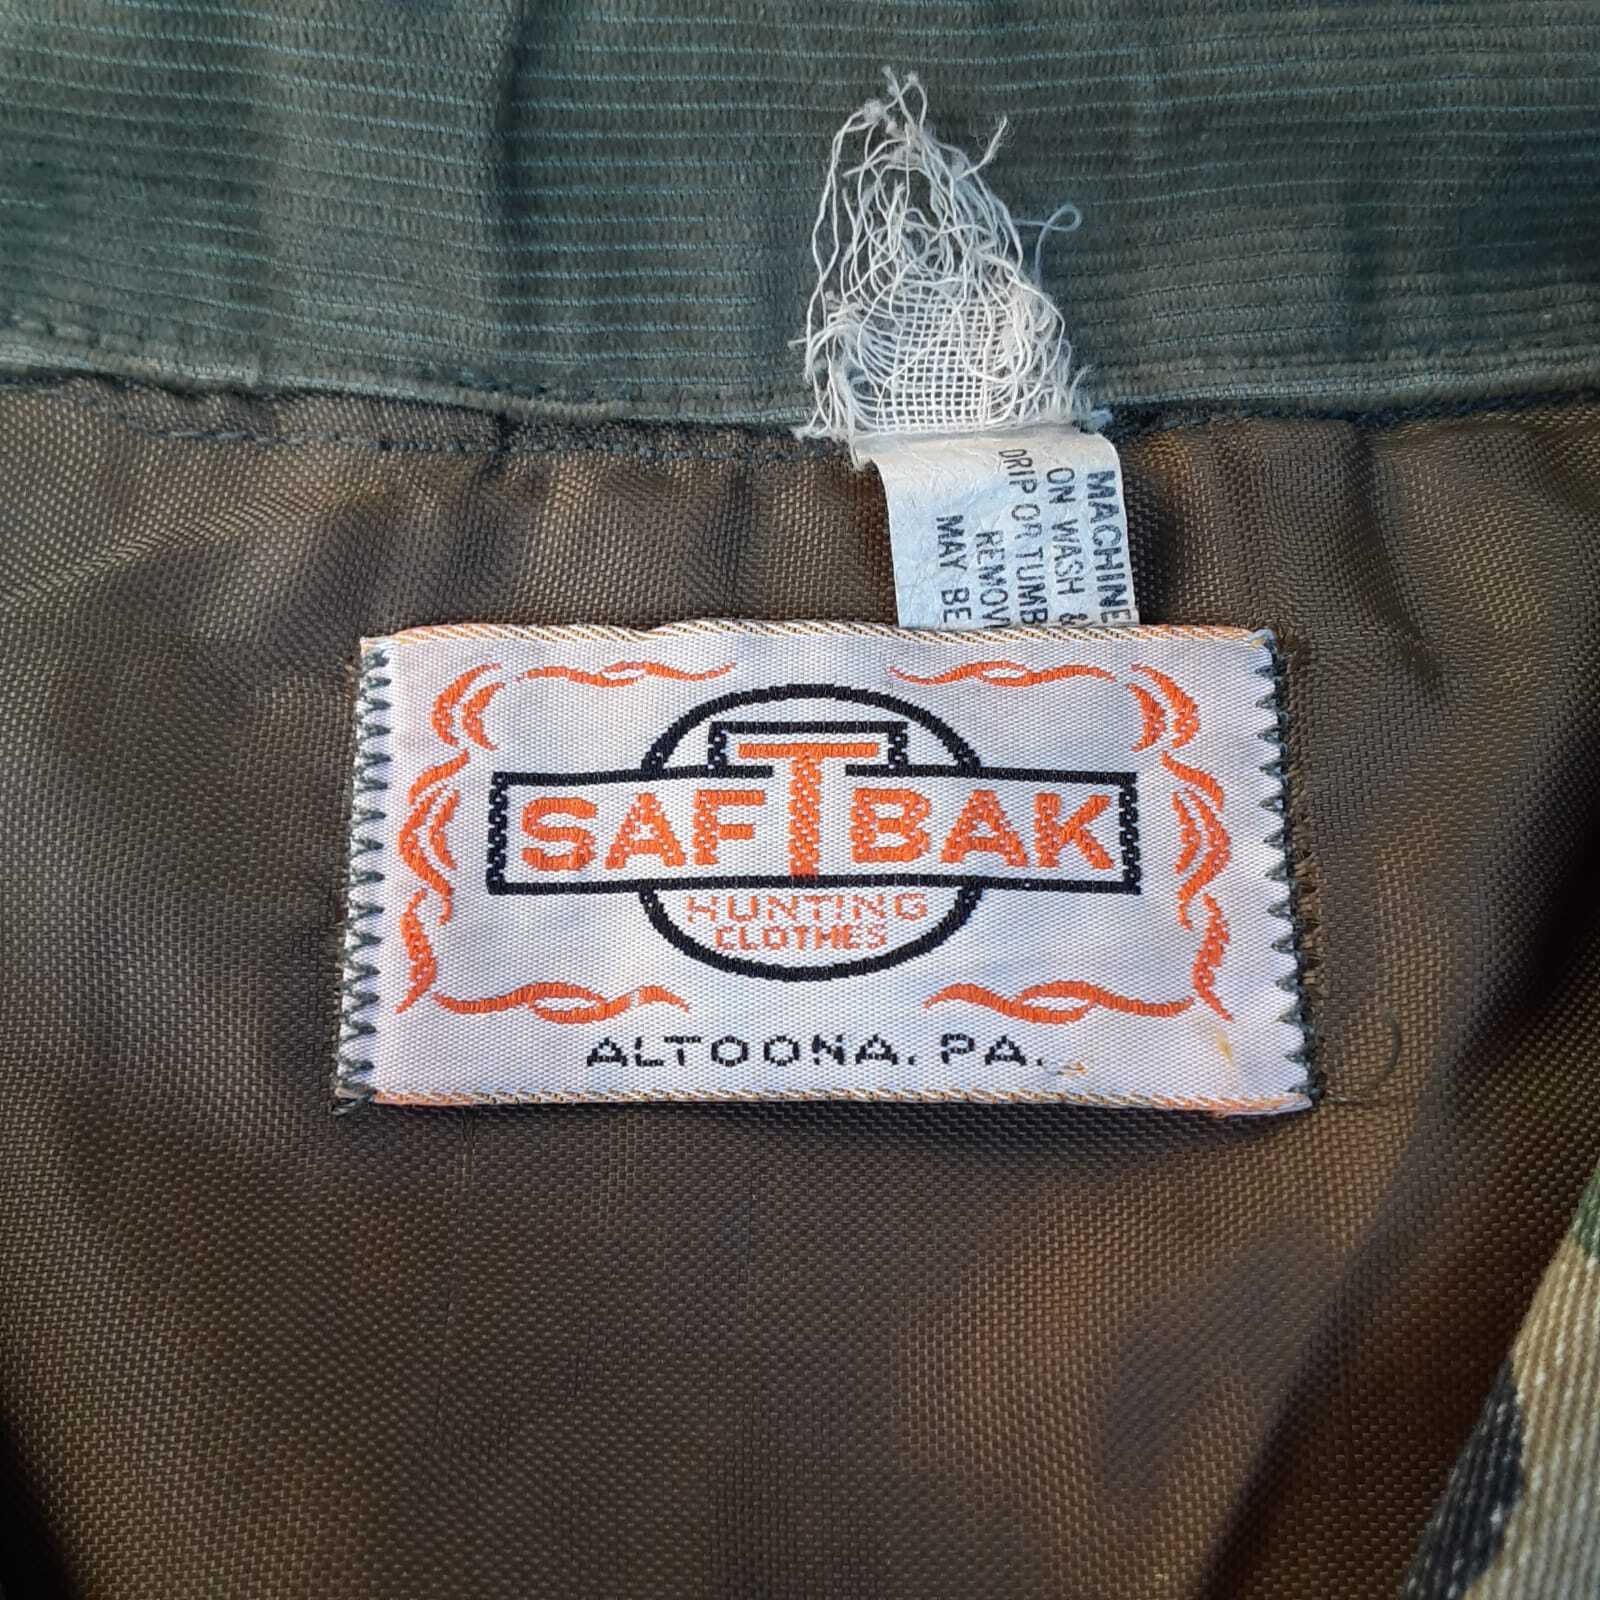 MACHINE
ON WASH &
DRIP OR TUMB
REMOV
MAY BE
SAFTBAK
HUNTING
CLOTHES
ALTOONA, PA.